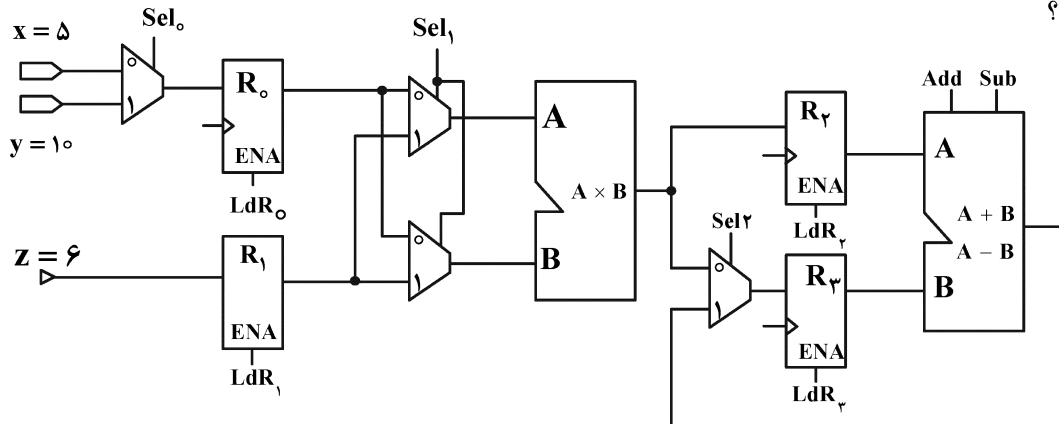 ؟
x = ۵
y = ۱۰
z = ۶
Sel۰
۰
۱
R۰
ENA
LdR۰
R۱
ENA
LdR۱
Sel۱
۰
۱
۰
۱
A
A × B
B
Sel۲
۰
۱
R۲
ENA
LdR۲
R۳
ENA
LdR۳
Add Sub
A
A + B
A − B
B